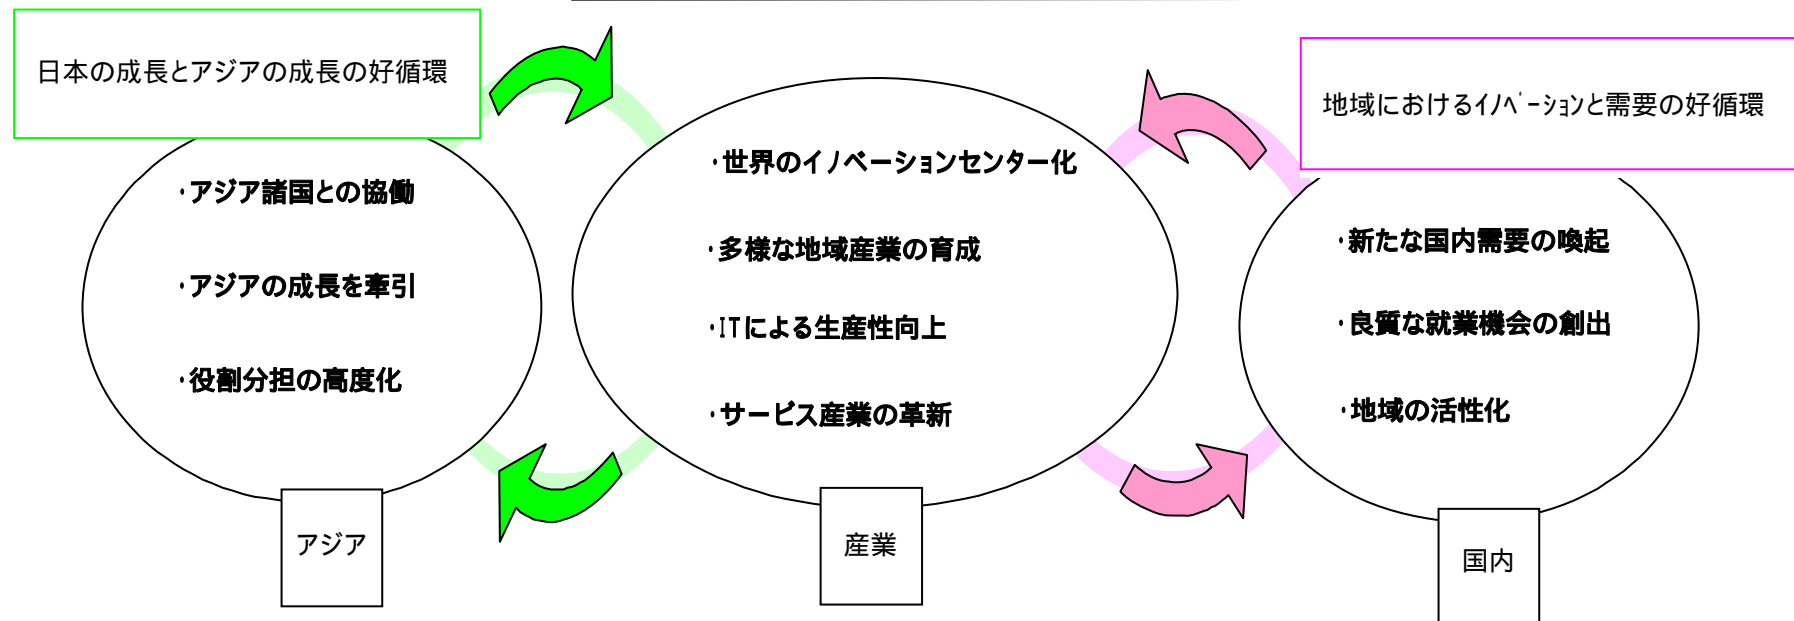 日本の成長とアジアの成長の好循環
・アジア諸国との協働
・アジアの成長を牽引
・役割分担の高度化
アジア
・世界のイノベーションセンター化
・多様な地域産業の育成
・ITによる生産性向上
・サービス産業の革新
産業
地域におけるｲﾉﾍﾞｰｼｮﾝと需要の好循環
・新たな国内需要の喚起
・良質な就業機会の創出
・地域の活性化
国内